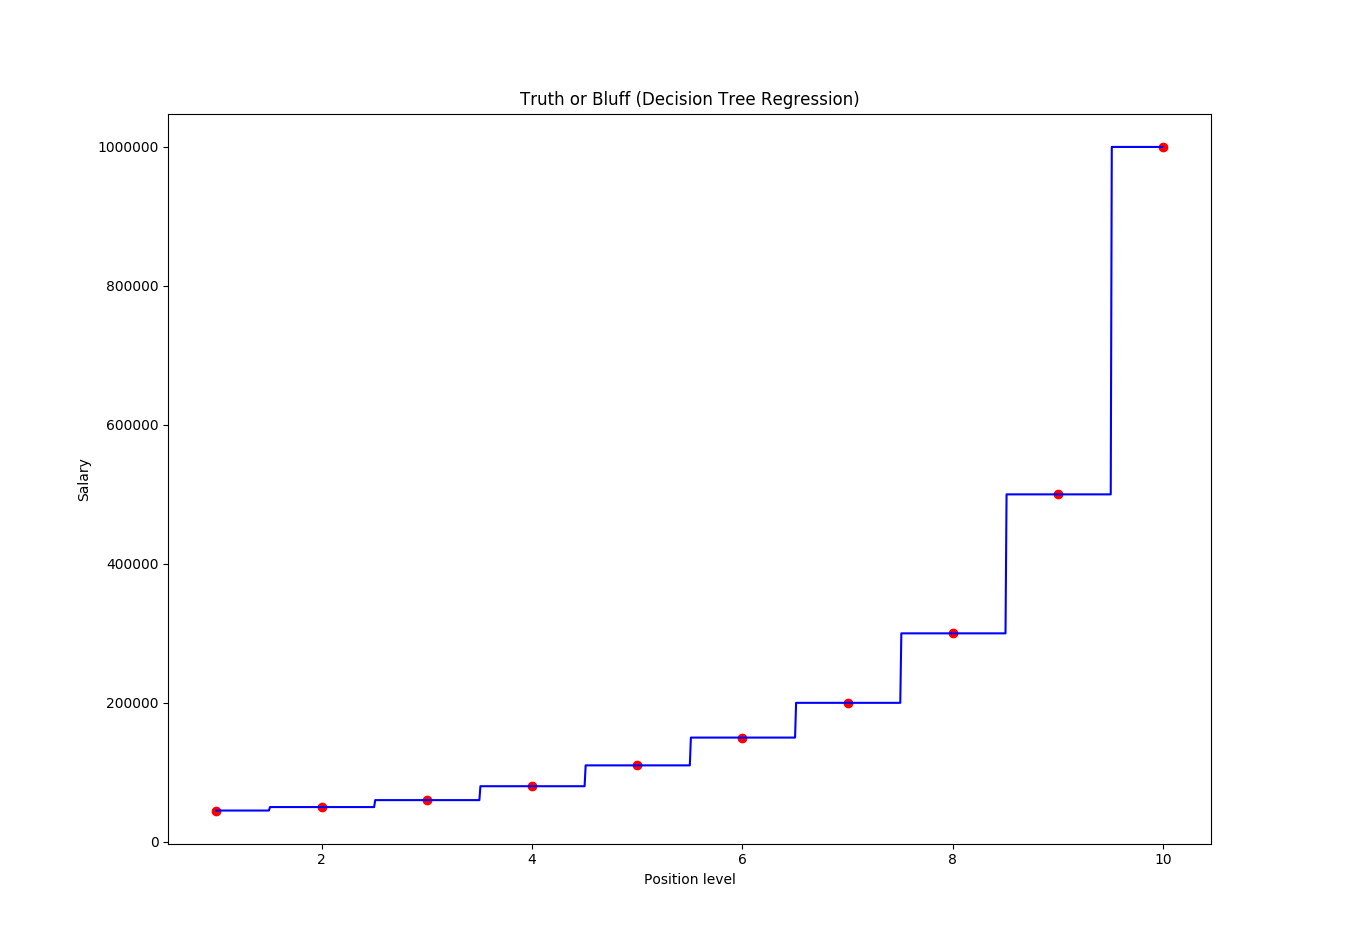 Truth or Bluff (Decision Tree Regression)
1000000
800000
600000
400000
200000
0
Salary
2 4 6 8 10
Position level